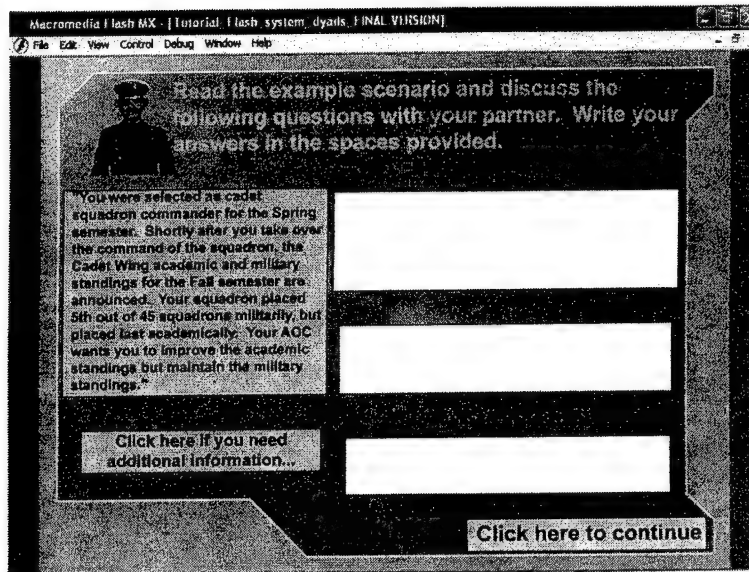 Macromedia Flash MX - [Tutorial_Flash_system_dyads_FINAL VERSION]
File Edit View Control Debug Window Help
Read the example scenario and discuss the
following questions with your partner. Write your
answers in the spaces provided.
"You were selected as cadet
squadron commander for the Spring
semester. Shortly after you take over
the command of the squadron, the
Cadet Wing academic and military
standings for the Fall semester are
announced. Your squadron placed
5th out of 45 squadrons militarily, but
placed last academically. Your AOC
wants you to improve the academic
standings but maintain the military
standings."
Click here if you need
additional information...
Click here to continue